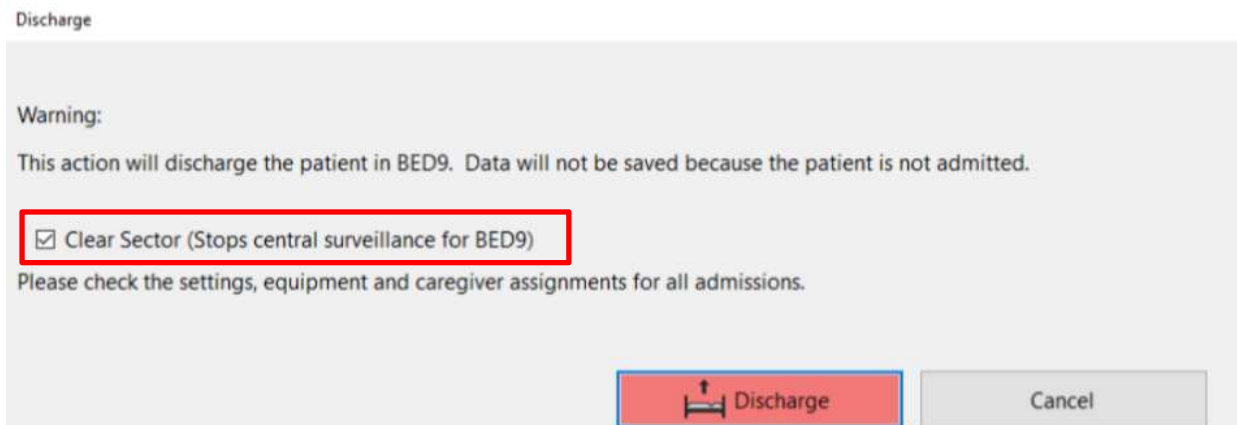 Discharge
Warning:
This action will discharge the patient in BED9.  Data will not be saved because the patient is not admitted.
Clear Sector (Stops central surveillance for BED9)
Please check the settings, equipment and caregiver assignments for all admissions.
Discharge
Cancel